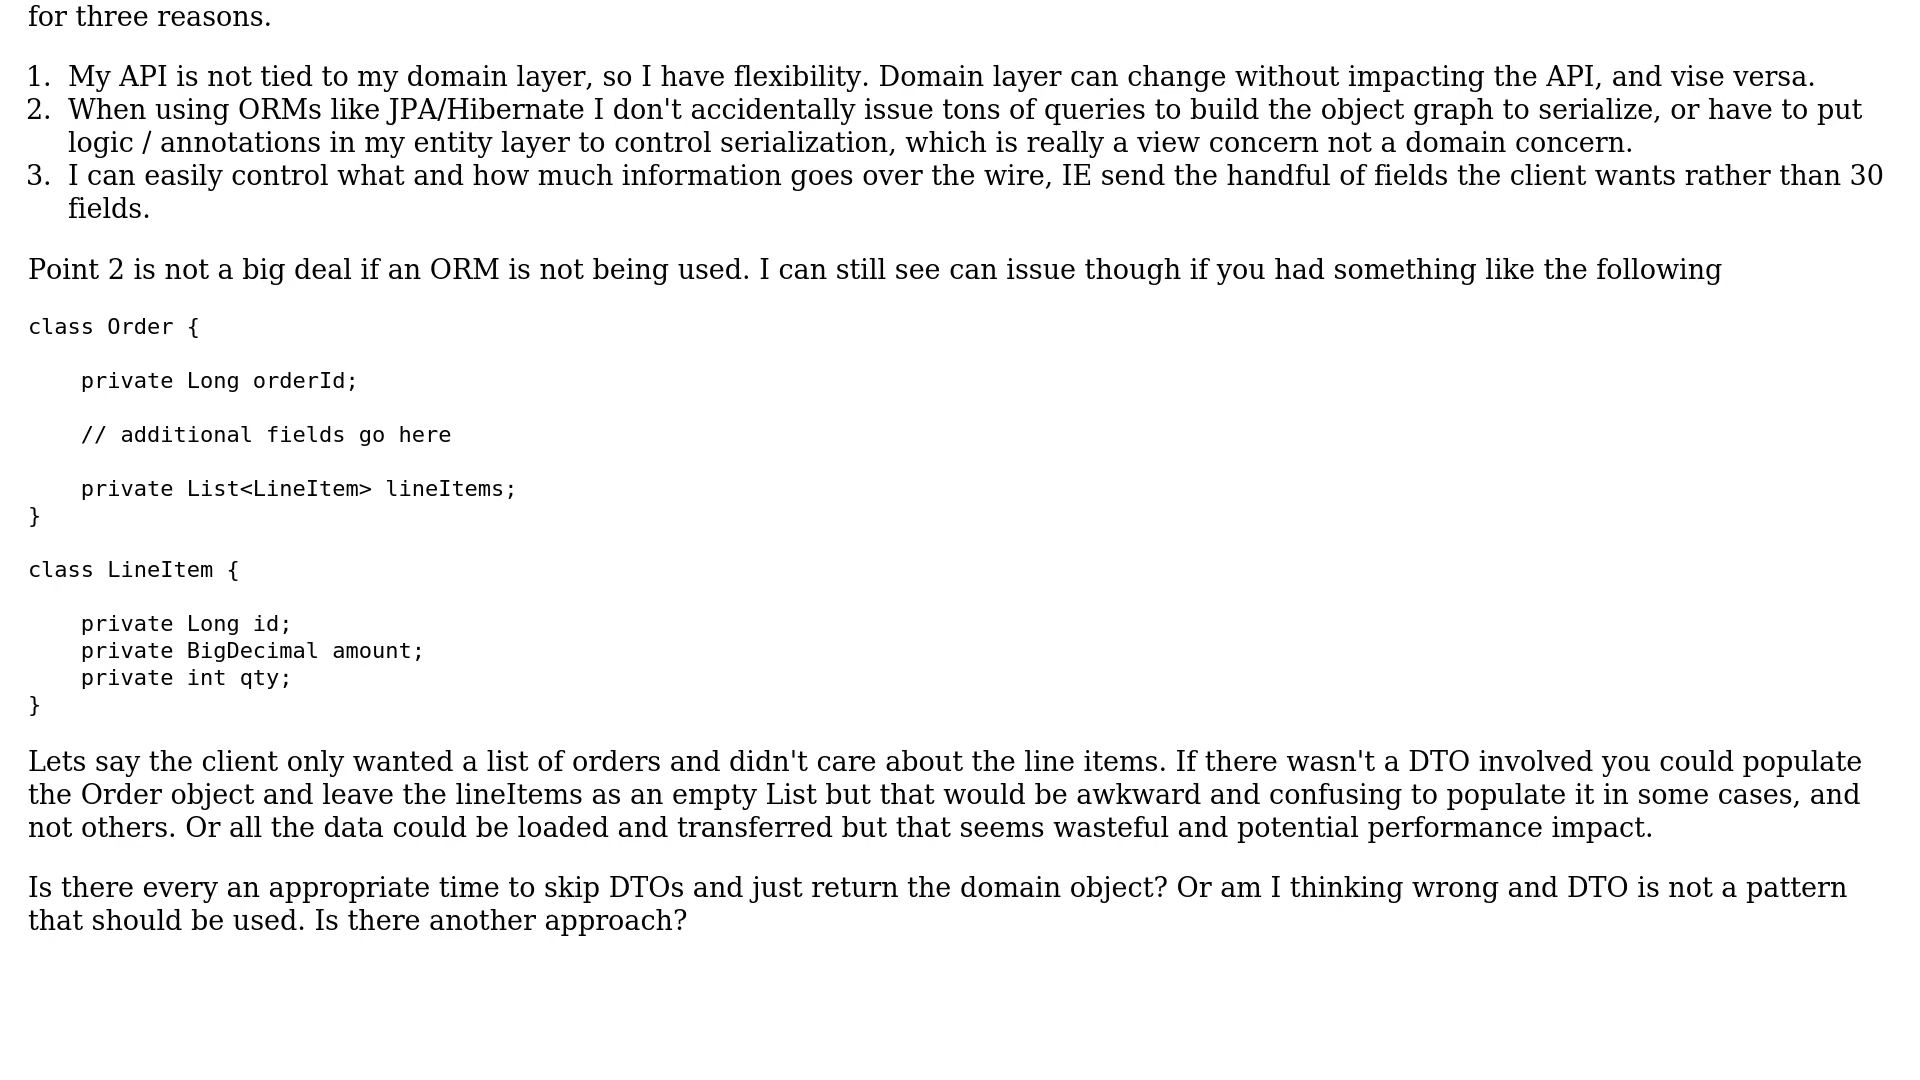 for three reasons.
1. My API is not tied to my domain layer, so I have flexibility. Domain layer can change without impacting the API, and vise versa.
2. When using ORMs like JPA/Hibernate I don't accidentally issue tons of queries to build the object graph to serialize, or have to put
logic / annotations in my entity layer to control serialization, which is really a view concern not a domain concern.
3. I can easily control what and how much information goes over the wire, IE send the handful of fields the client wants rather than 30
fields.
Point 2 is not a big deal if an ORM is not being used. I can still see can issue though if you had something like the following
class Order {
    private Long orderId;
    // additional fields go here
    private List<LineItem> lineItems;
}
class LineItem {
    private Long id;
    private BigDecimal amount;
    private int qty;
}
Lets say the client only wanted a list of orders and didn't care about the line items. If there wasn't a DTO involved you could populate
the Order object and leave the lineItems as an empty List but that would be awkward and confusing to populate it in some cases, and
not others. Or all the data could be loaded and transferred but that seems wasteful and potential performance impact.
Is there every an appropriate time to skip DTOs and just return the domain object? Or am I thinking wrong and DTO is not a pattern
that should be used. Is there another approach?